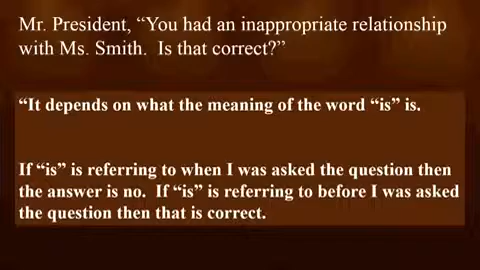 Mr. President, “You had an inappropriate relationship
with Ms. Smith.  Is that correct?”
“It depends on what the meaning of the word “is” is.
If “is” is referring to when I was asked the question then
the answer is no.  If “is” is referring to before I was asked
the question then that is correct.